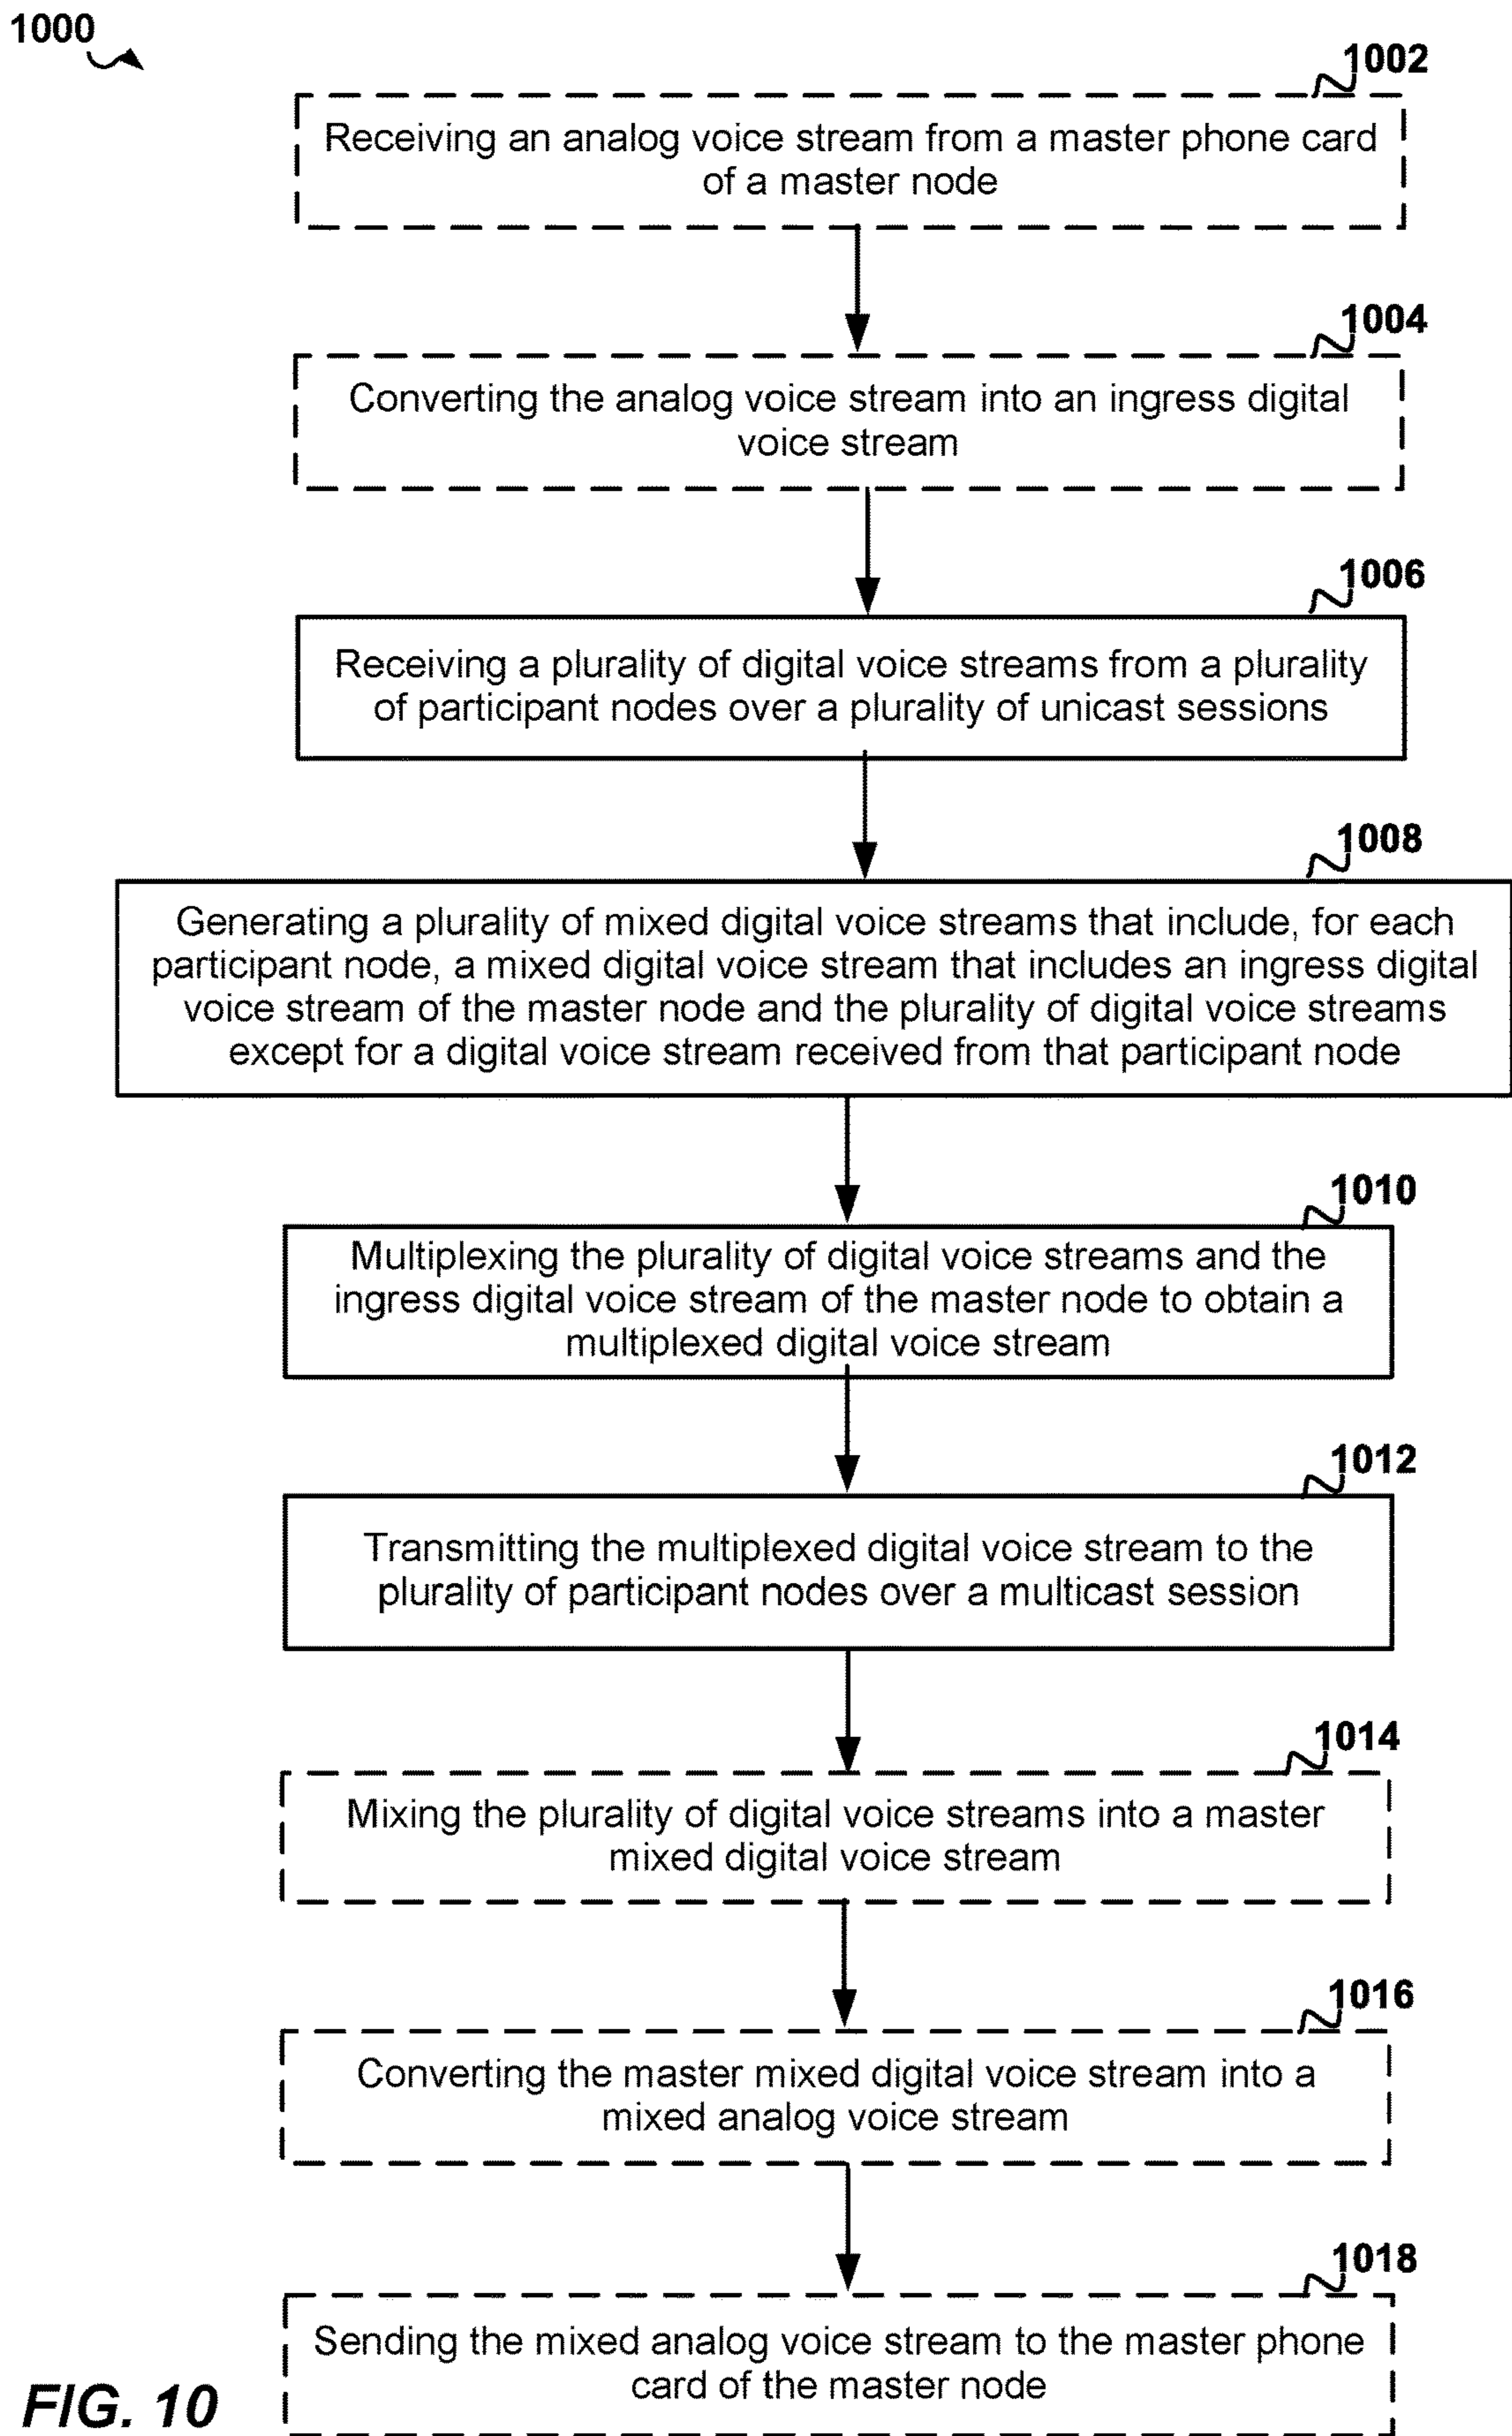 1000
1002
Receiving an analog voice stream from a master phone card
of a master node
1004
Converting the analog voice stream into an ingress digital
voice stream
1006
Receiving a plurality of digital voice streams from a plurality
of participant nodes over a plurality of unicast sessions
1008
Generating a plurality of mixed digital voice streams that include, for each
participant node, a mixed digital voice stream that includes an ingress digital
voice stream of the master node and the plurality of digital voice streams
except for a digital voice stream received from that participant node
1010
Multiplexing the plurality of digital voice streams and the
ingress digital voice stream of the master node to obtain a
multiplexed digital voice stream
1012
Transmitting the multiplexed digital voice stream to the
plurality of participant nodes over a multicast session
1014
Mixing the plurality of digital voice streams into a master
mixed digital voice stream
1016
Converting the master mixed digital voice stream into a
mixed analog voice stream
1018
Sending the mixed analog voice stream to the master phone
card of the master node
FIG. 10